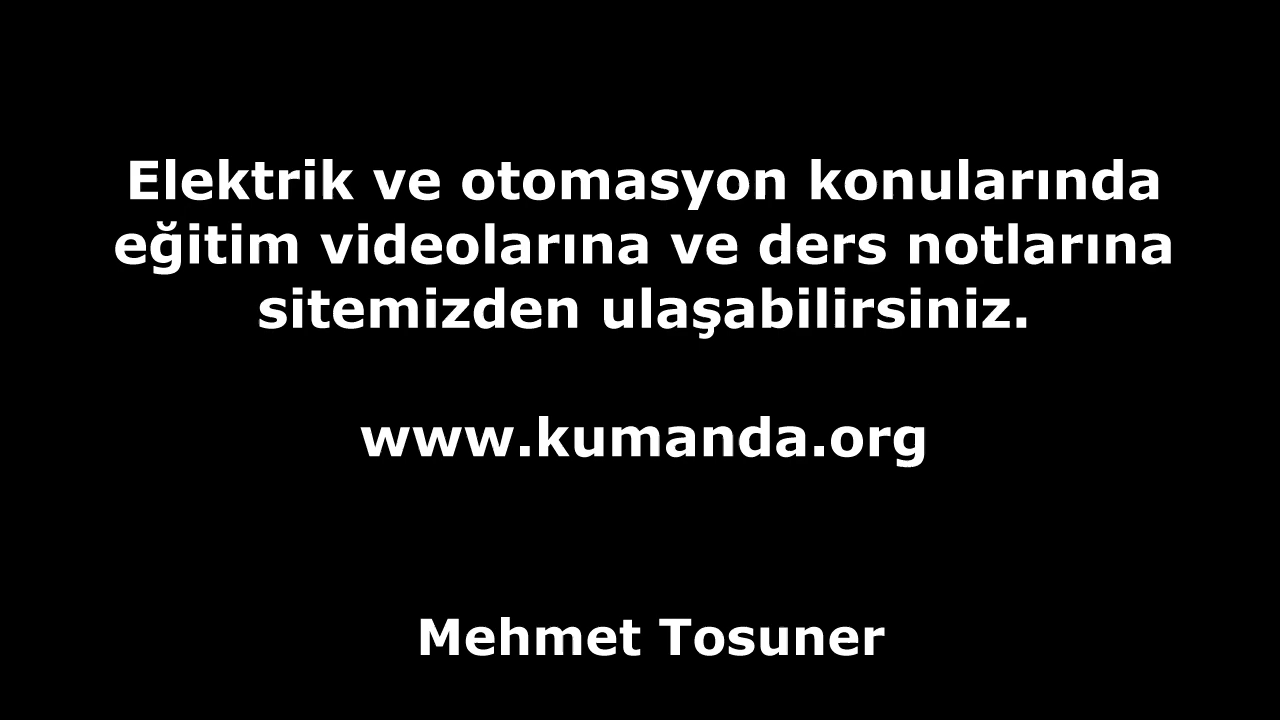 Elektrik ve otomasyon konularında
eğitim videolarına ve ders notlarına
sitemizden ulaşabilirsiniz.
www.kumanda.org
Mehmet Tosuner